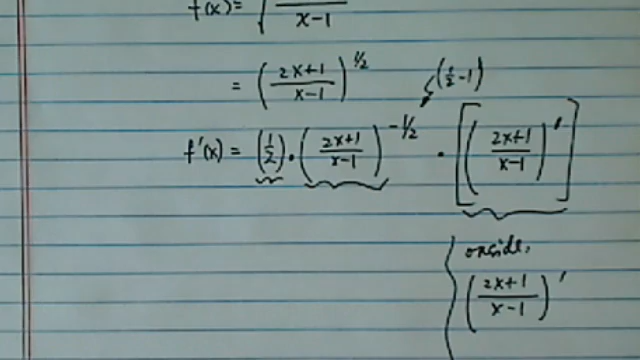 f(x) = √ x-1
= ( 2x+1 / x-1 )^1/2
(1/2 - 1)
f'(x) = (1/2) · ( 2x+1 / x-1 )^-1/2 · [ ( 2x+1 / x-1 )' ]
( 2x+1 / x-1 )'